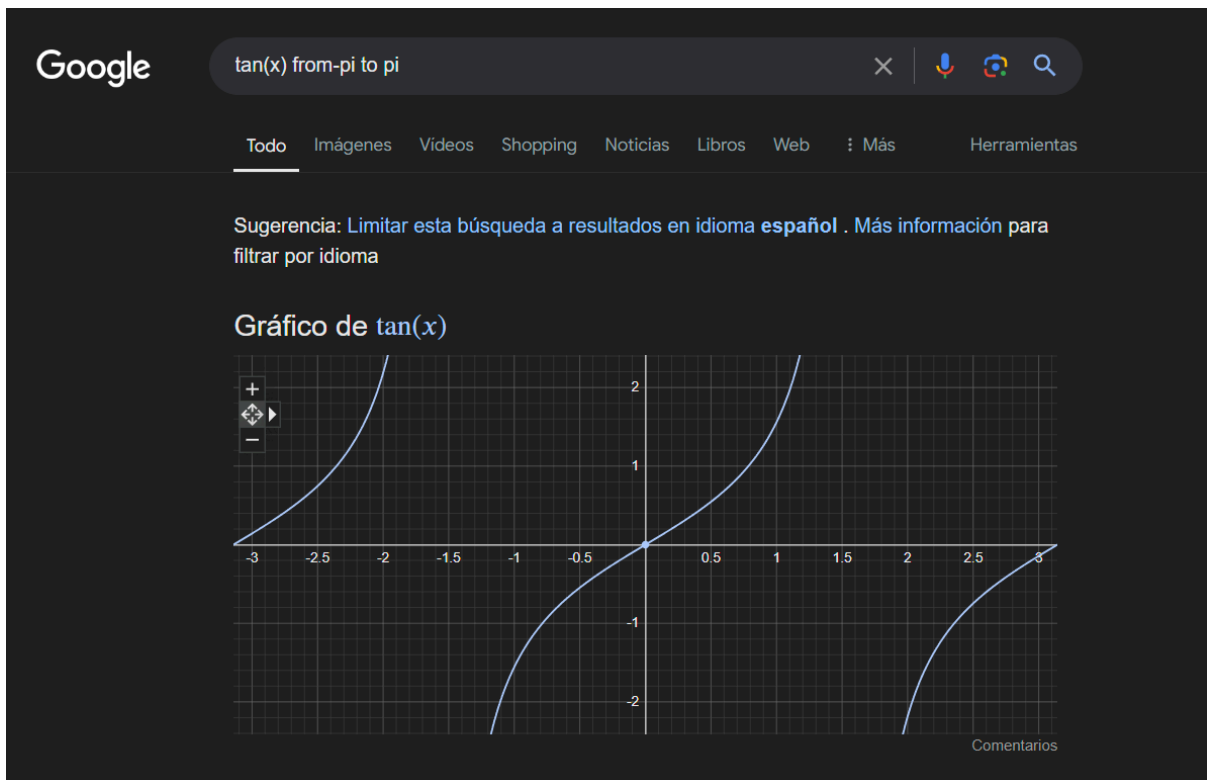 Google
tan(x) from-pi to pi
Todo Imágenes Vídeos Shopping Noticias Libros Web Más Herramientas
Sugerencia: Limitar esta búsqueda a resultados en idioma español . Más información para
filtrar por idioma
Gráfico de tan(x)
2
1
-3 -2.5 -2 -1.5 -1 -0.5 0.5 1 1.5 2 2.5 3
-1
-2
Comentarios